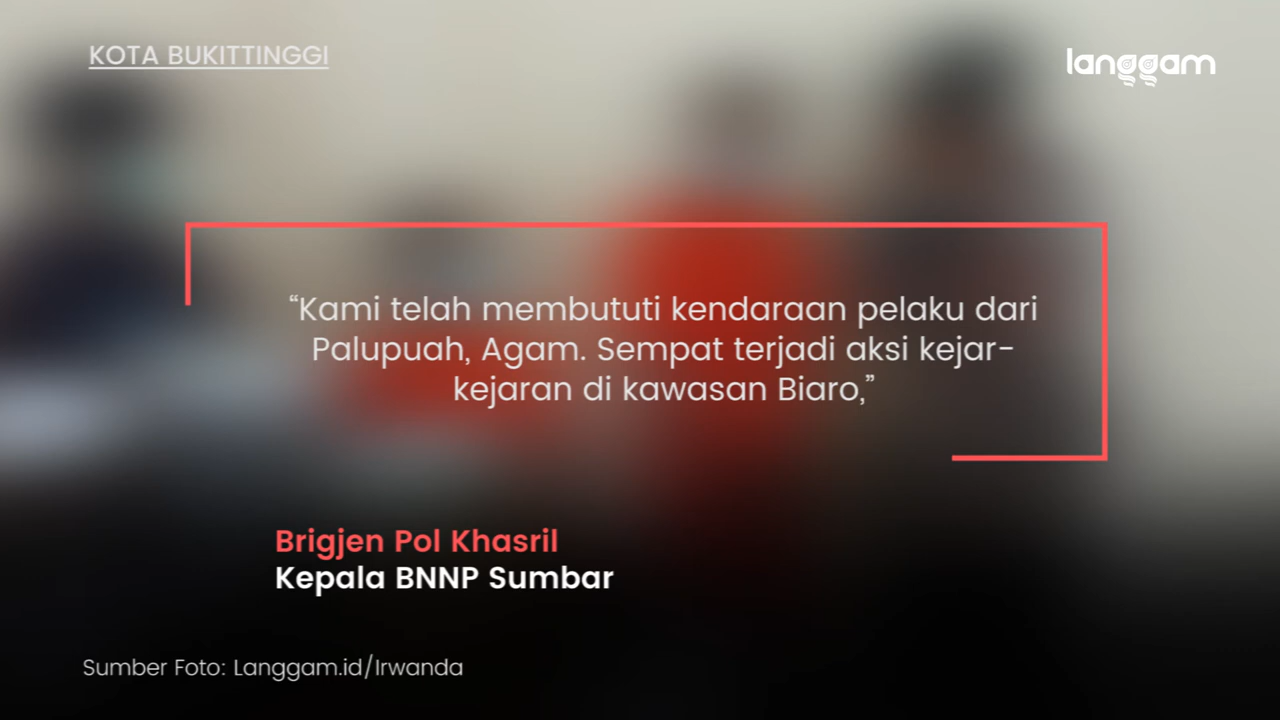 KOTA BUKITTINGGI
langgam
“Kami telah membututi kendaraan pelaku dari
Palupuah, Agam. Sempat terjadi aksi kejar-
kejaran di kawasan Biaro,”
Brigjen Pol Khasril
Kepala BNNP Sumbar
Sumber Foto: Langgam.id/Irwanda